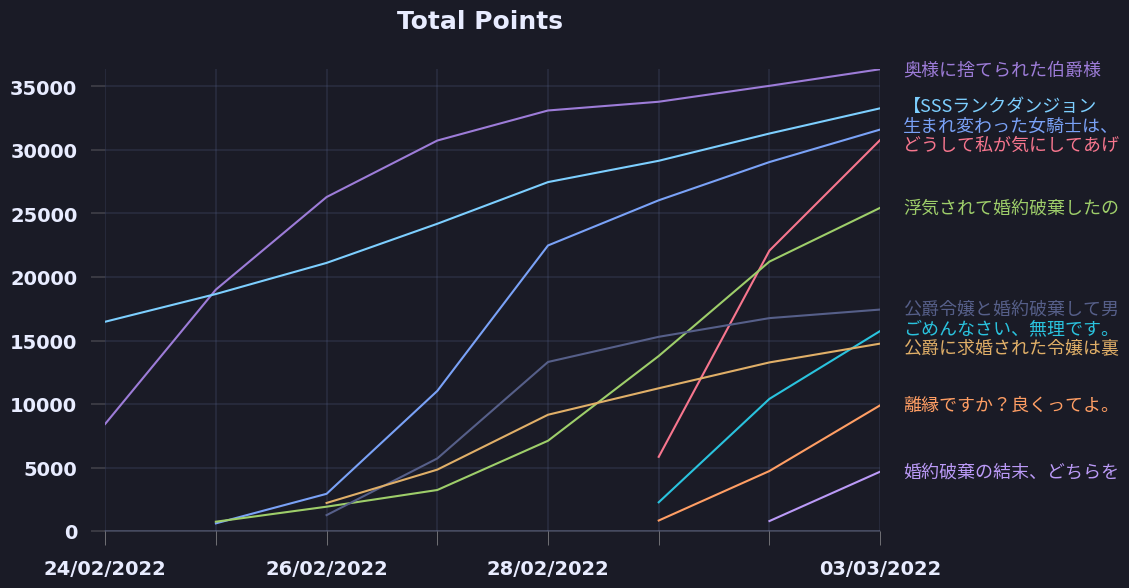 Total Points
35000
30000
25000
20000
15000
10000
5000
0
24/02/2022
26/02/2022
28/02/2022
03/03/2022
奥様に捨てられた伯爵様
【SSSランクダンジョン
生まれ変わった女騎士は、
どうして私が気にしてあげ
浮気されて婚約破棄したの
公爵令嬢と婚約破棄して男
ごめんなさい、無理です。
公爵に求婚された令嬢は裏
離縁ですか？良くってよ。
婚約破棄の結末、どちらを